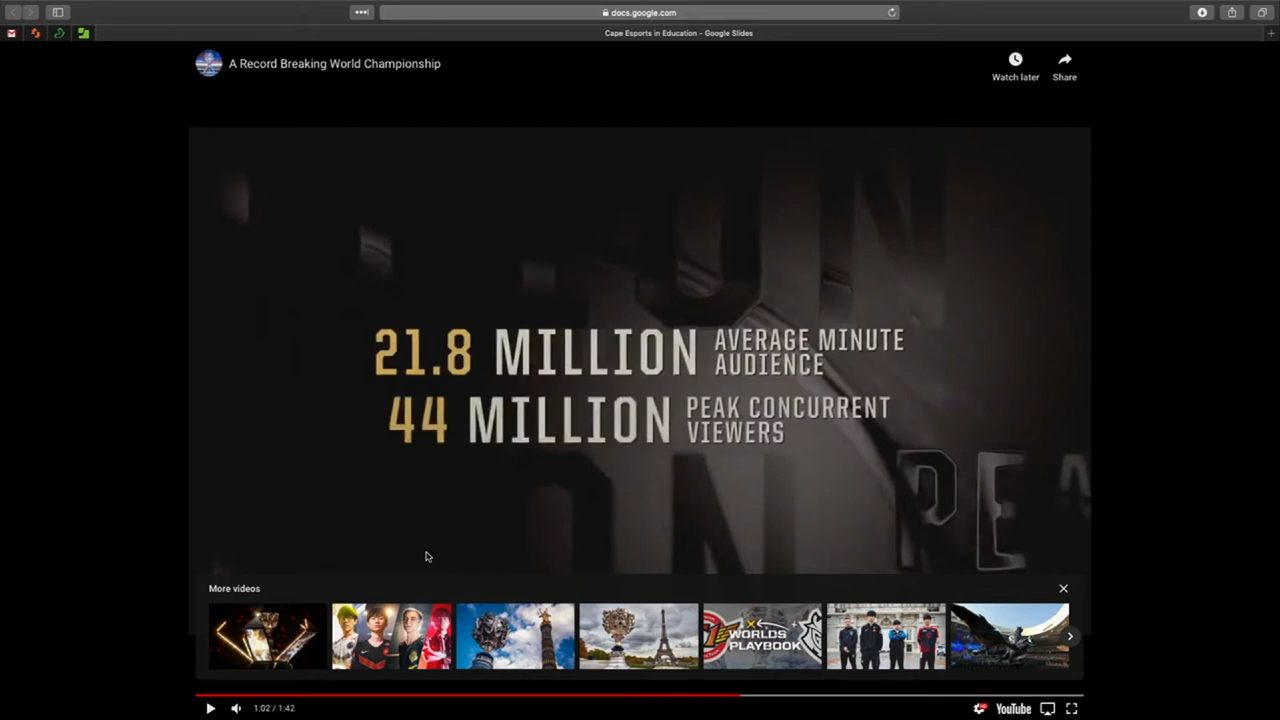 docs.google.com
Cape Esports in Education - Google Slides
A Record Breaking World Championship
Watch later
Share
21.8 MILLION AVERAGE MINUTE
AUDIENCE
44 MILLION PEAK CONCURRENT
VIEWERS
More videos
WORLDS
PLAYBOOK
1:02 / 1:42
YouTube